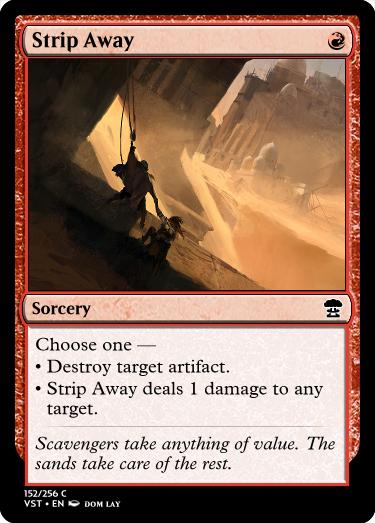 Strip Away
Sorcery
Choose one —
• Destroy target artifact.
• Strip Away deals 1 damage to any
target.
Scavengers take anything of value. The
sands take care of the rest.
152/256 C
VST • EN DOM LAY